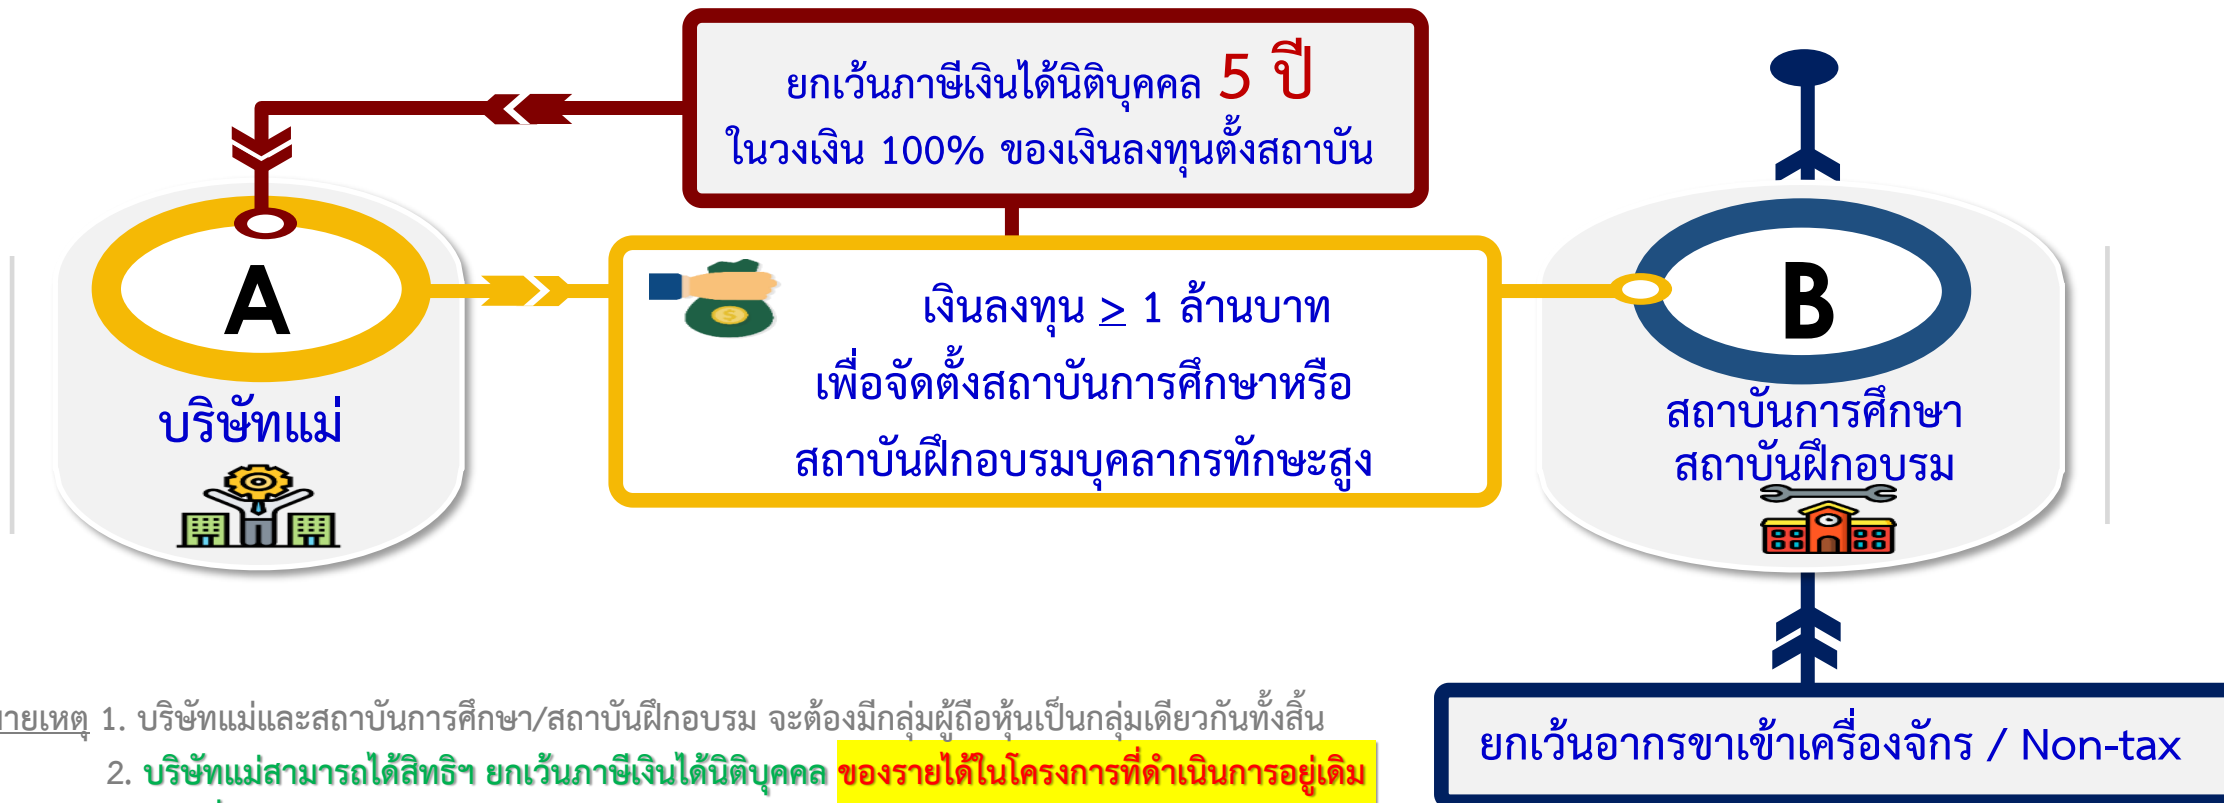 ยกเว้นภาษีเงินได้นิติบุคคล 5 ปี
ในวงเงิน 100% ของเงินลงทุนตั้งสถาบัน
A
บริษัทแม่
เงินลงทุน ≥ 1 ล้านบาท
เพื่อจัดตั้งสถาบันการศึกษาหรือ
สถาบันฝึกอบรมบุคลากรทักษะสูง
B
สถาบันการศึกษา
สถาบันฝึกอบรม
ยกเว้นอากรขาเข้าเครื่องจักร / Non-tax
ายเหตุ 1. บริษัทแม่และสถาบันการศึกษา/สถาบันฝึกอบรม จะต้องมีกลุ่มผู้ถือหุ้นเป็นกลุ่มเดียวกันทั้งสิ้น
2. บริษัทแม่สามารถได้สิทธิฯ ยกเว้นภาษีเงินได้นิติบุคคล ของรายได้ในโครงการที่ดำเนินการอยู่เดิม